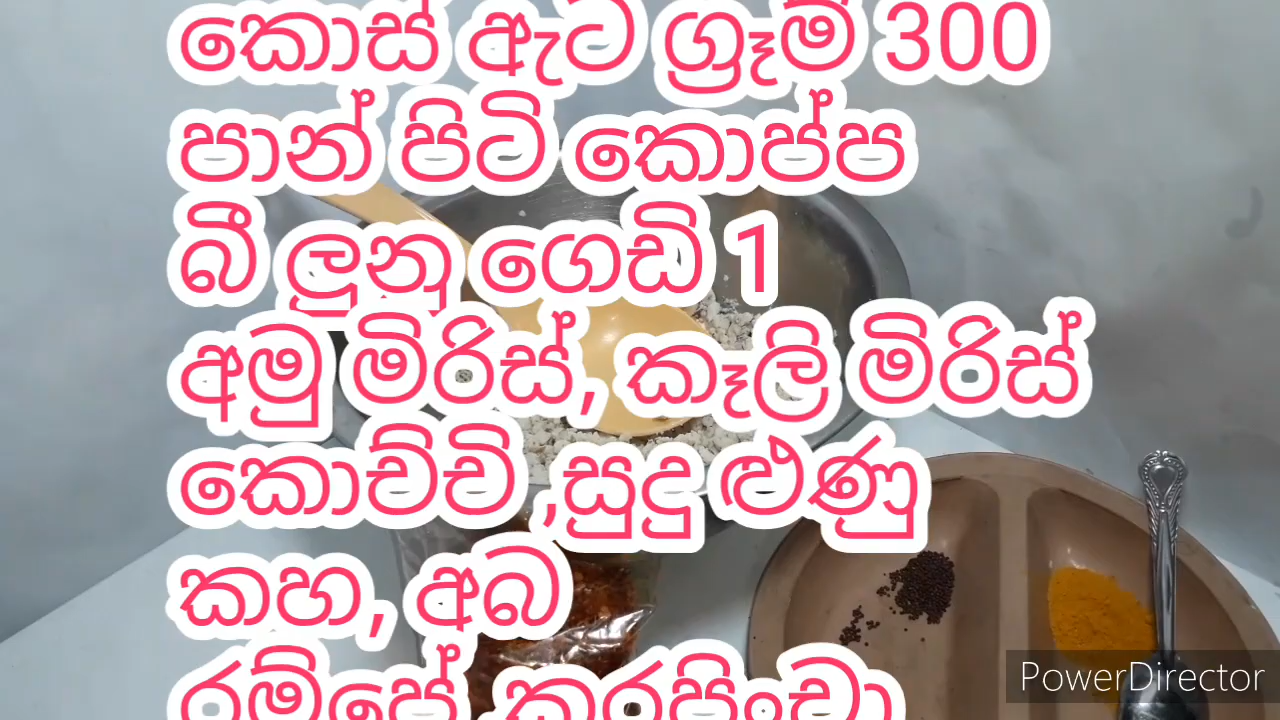 කොස් ඇට ග්‍රෑම් 300
පාන් පිටි කොප්ප
බී ලූනු ගෙඩි 1
අමු මිරිස්, කෑලි මිරිස්
කොච්චි ,සුදු ළුණු
කහ, අබ
රම්පේ ,කරපිංචා
PowerDirector